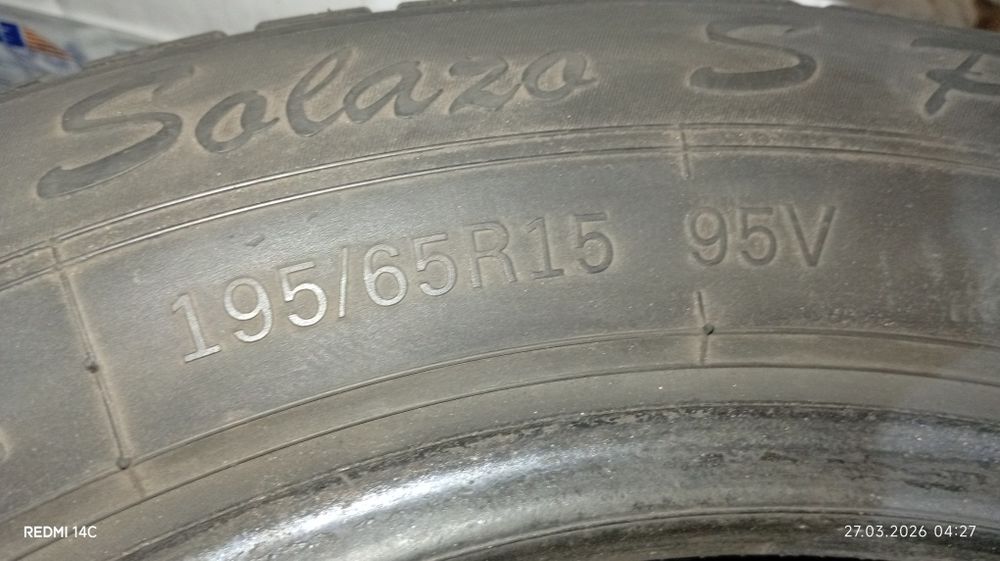 Solazo S
195/65R15 95V
REDMI 14C
27.03.2026 04:27